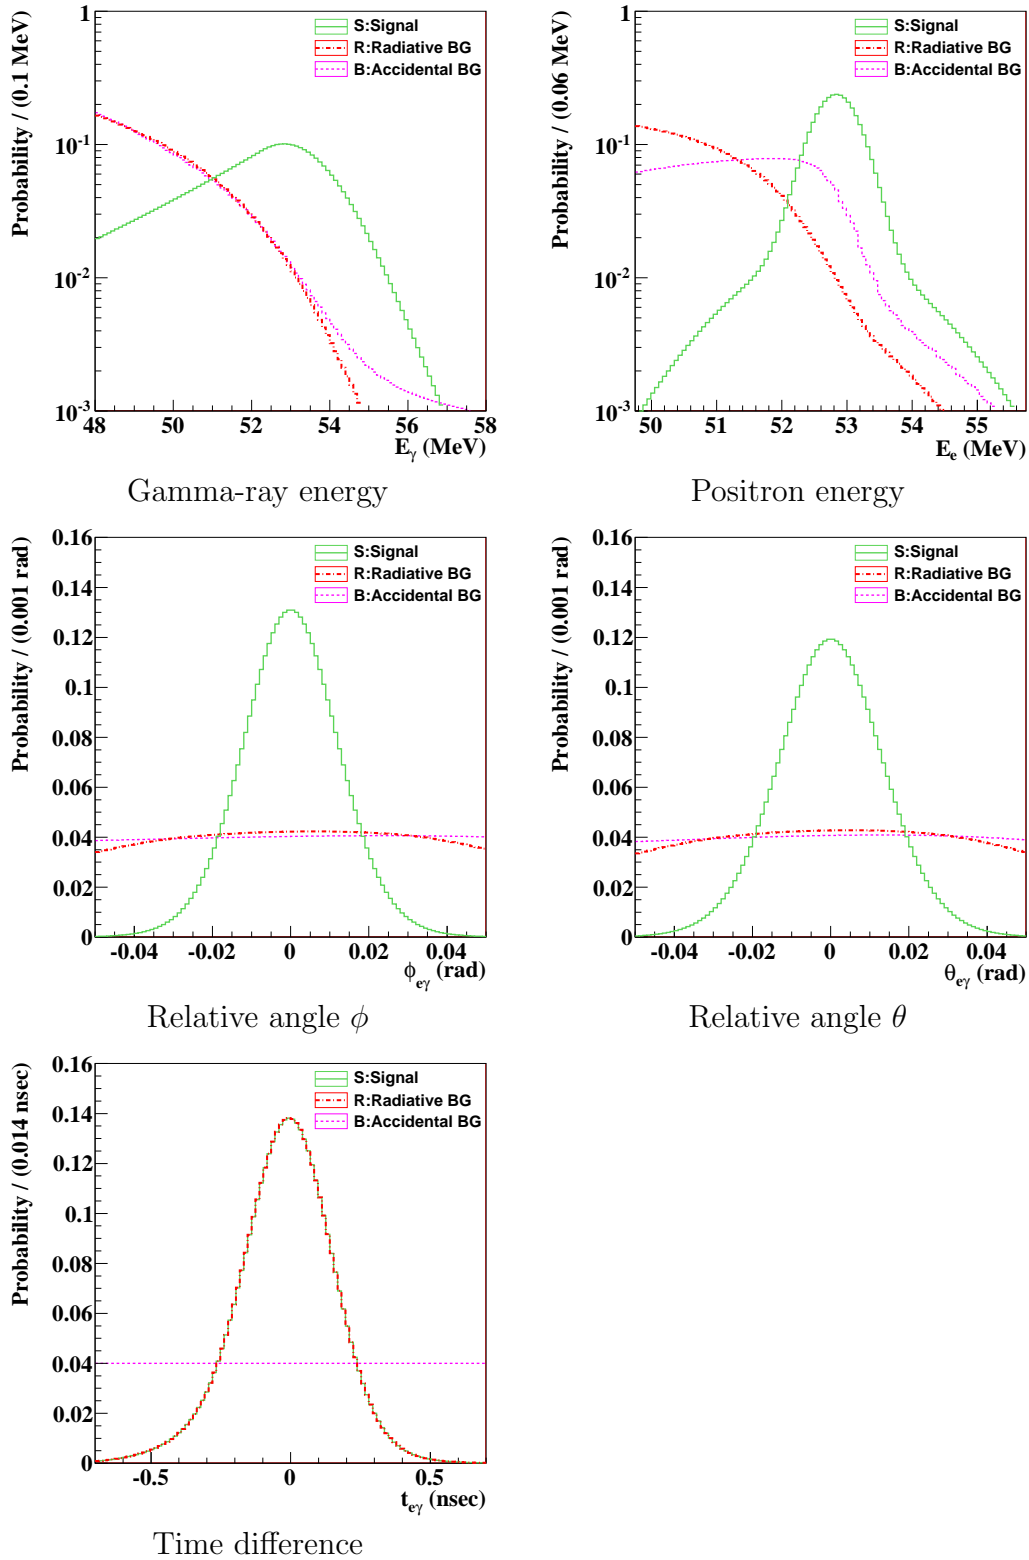 Probability / (0.1 MeV)
1
10-1
10-2
10-3
S:Signal
R:Radiative BG
B:Accidental BG
48 50 52 54 56 58
Eγ (MeV)
Gamma-ray energy
Probability / (0.06 MeV)
1
10-1
10-2
10-3
S:Signal
R:Radiative BG
B:Accidental BG
50 51 52 53 54 55
Ee (MeV)
Positron energy
Probability / (0.001 rad)
0.16
0.14
0.12
0.1
0.08
0.06
0.04
0.02
0
S:Signal
R:Radiative BG
B:Accidental BG
-0.04 -0.02 0 0.02 0.04
ϕeγ (rad)
Relative angle ϕ
Probability / (0.001 rad)
0.16
0.14
0.12
0.1
0.08
0.06
0.04
0.02
0
S:Signal
R:Radiative BG
B:Accidental BG
-0.04 -0.02 0 0.02 0.04
θeγ (rad)
Relative angle θ
Probability / (0.014 nsec)
0.16
0.14
0.12
0.1
0.08
0.06
0.04
0.02
0
S:Signal
R:Radiative BG
B:Accidental BG
-0.5 0 0.5
teγ (nsec)
Time difference